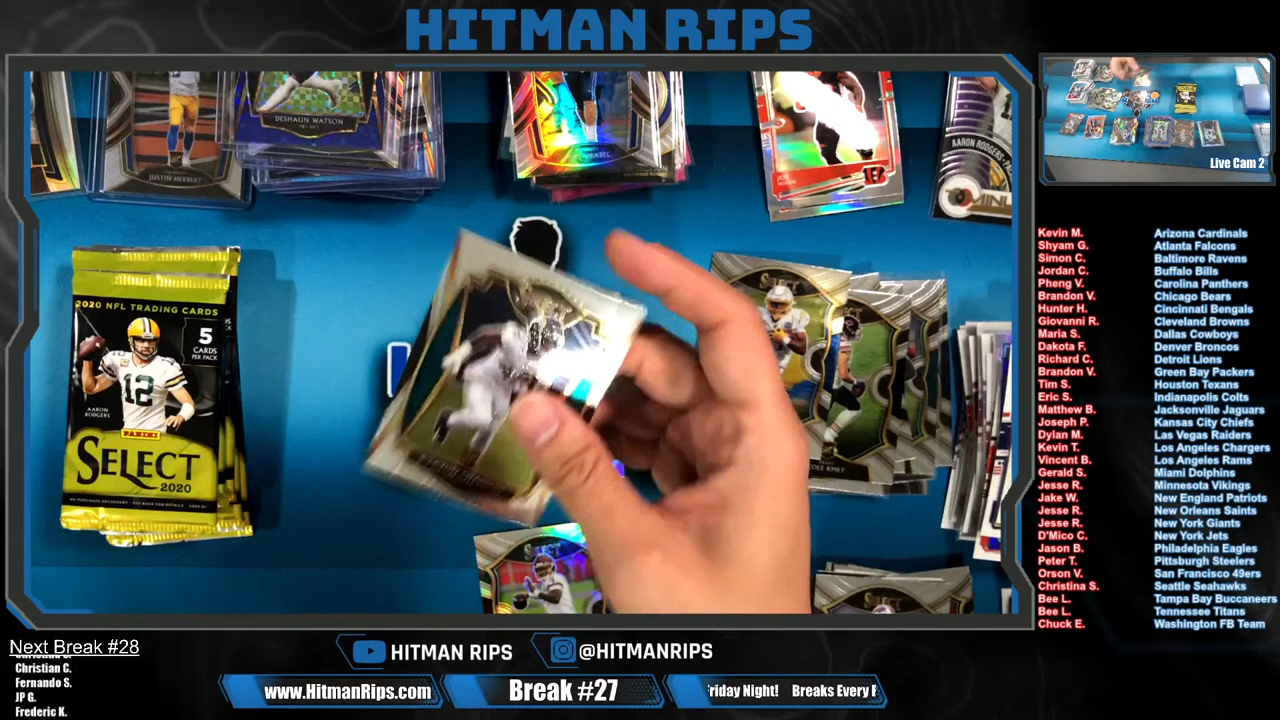 HITMAN RIPS
DESHAUN WATSON
JUSTIN HERBERT
AARON RODGERS
2020 NFL TRADING CARDS
5
CARDS
PER PACK
12
AARON
RODGERS
PANINI
SELECT
2020
SELECT
COLE KMET
SELECT
Live Cam 2
Kevin M. Arizona Cardinals
Shyam G. Atlanta Falcons
Simon C. Baltimore Ravens
Jordan C. Buffalo Bills
Pheng V. Carolina Panthers
Brandon V. Chicago Bears
Hunter H. Cincinnati Bengals
Giovanni R. Cleveland Browns
Maria S. Dallas Cowboys
Dakota F. Denver Broncos
Richard C. Detroit Lions
Brandon V. Green Bay Packers
Tim S. Houston Texans
Eric S. Indianapolis Colts
Matthew B. Jacksonville Jaguars
Joseph P. Kansas City Chiefs
Dylan M. Las Vegas Raiders
Kevin T. Los Angeles Chargers
Vincent B. Los Angeles Rams
Gerald S. Miami Dolphins
Jesse R. Minnesota Vikings
Jake W. New England Patriots
Jesse R. New Orleans Saints
Jesse R. New York Giants
D'Mico C. New York Jets
Jason B. Philadelphia Eagles
Peter T. Pittsburgh Steelers
Orson V. San Francisco 49ers
Christina S. Seattle Seahawks
Bee L. Tampa Bay Buccaneers
Bee L. Tennessee Titans
Chuck E. Washington FB Team
Next Break #28
Christian C.
Fernando S.
JP G.
Frederic K.
HITMAN RIPS
@HITMANRIPS
www.HitmanRips.com
Break #27
riday Night! Breaks Every F